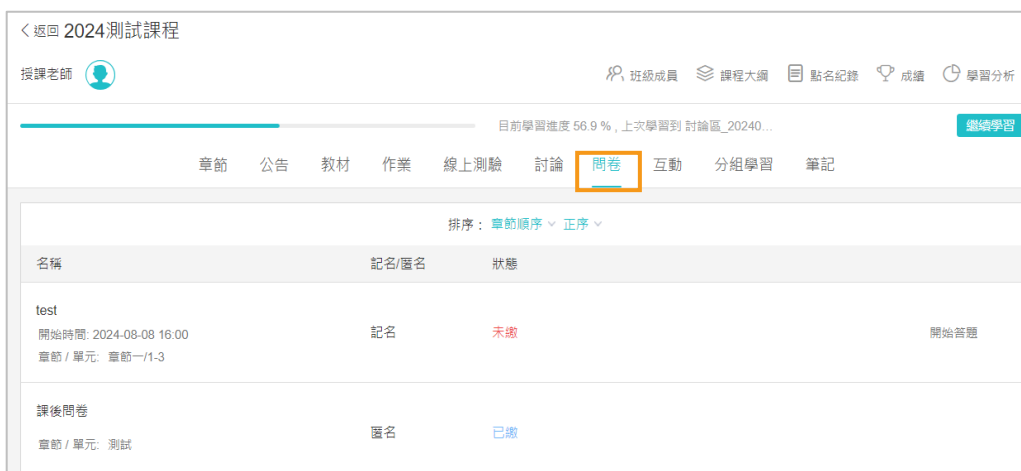 返回 2024測試課程
授課老師
班級成員 課程大綱 點名紀錄 成績 學習分析
目前學習進度 56.9 % , 上次學習到 討論區_20240...
繼續學習
章節 公告 教材 作業 線上測驗 討論 問卷 互動 分組學習 筆記
排序： 章節順序 正序
名稱 記名/匿名 狀態
test
開始時間: 2024-08-08 16:00
章節 / 單元: 章節一/1-3
記名 未繳 開始答題
課後問卷
章節 / 單元: 測試
匿名 已繳